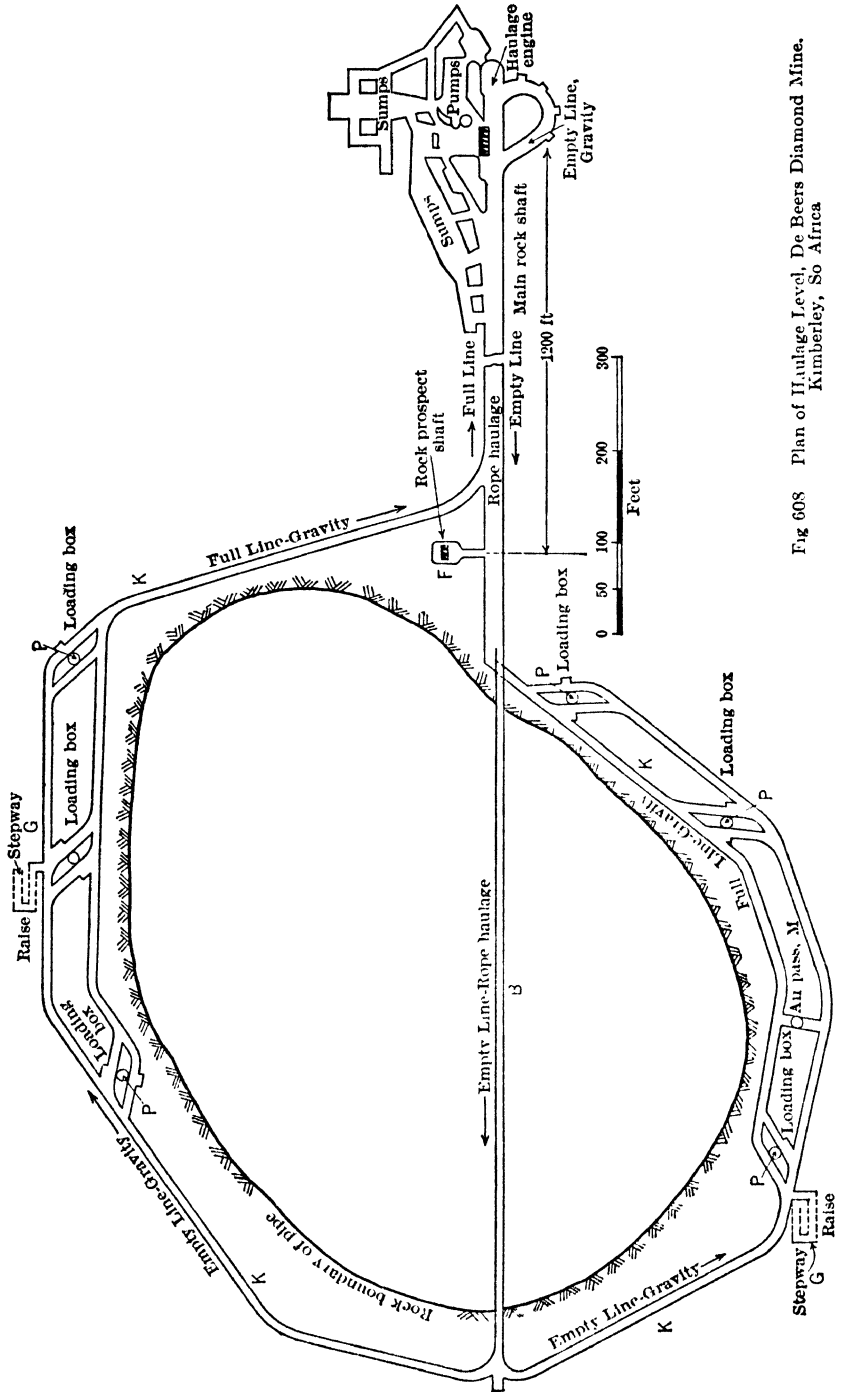 Sumps
Pumps
Haulage
engine
Empty Line,
Gravity
Sumps
Main rock shaft
1200 ft
Full Line
Empty Line
Rope haulage
Rock prospect
shaft
F
300
200
100
50
0
Feet
Full Line-Gravity
K
Loading box
P
Loading box
Stepway
G
Raise
Loading
box
P
Empty Line-Gravity
K
Rock boundary of pipe
Empty Line-Rope haulage
B
P
Loading box
K
Line-Gravity
Full
Loading box
P
Air pass, M
Loading box
P
Stepway
G
Raise
Empty Line-Gravity
K
Fig 608 Plan of Haulage Level, De Beers Diamond Mine.
Kimberley, So Africa